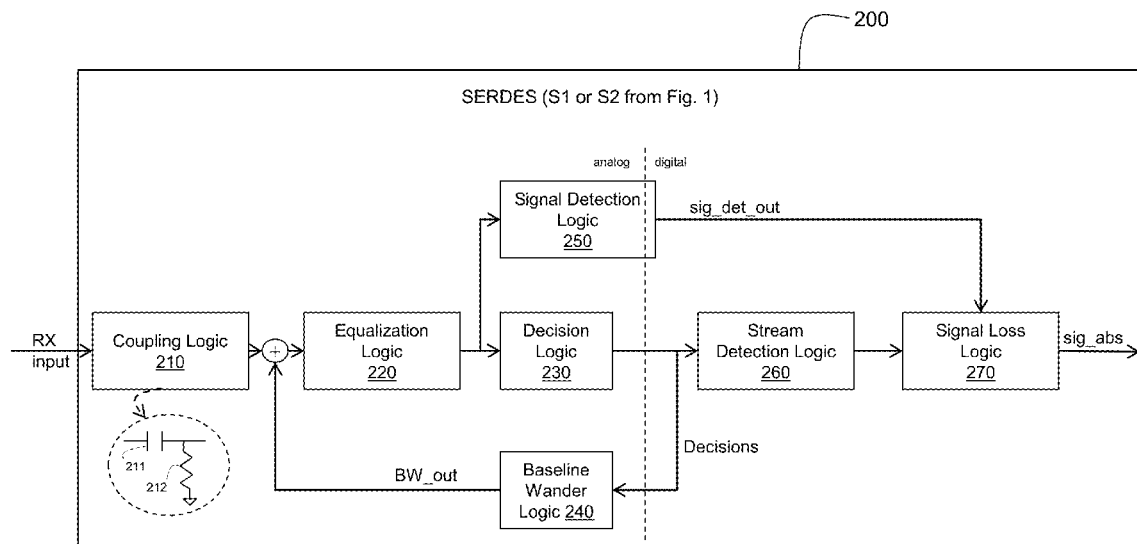 200
SERDES (S1 or S2 from Fig. 1)
analog
digital
Signal Detection
Logic
250
sig_det_out
RX
input
Coupling Logic
210
+
Equalization
Logic
220
Decision
Logic
230
Stream
Detection Logic
260
Signal Loss
Logic
270
sig_abs
211
212
BW_out
Baseline
Wander
Logic 240
Decisions